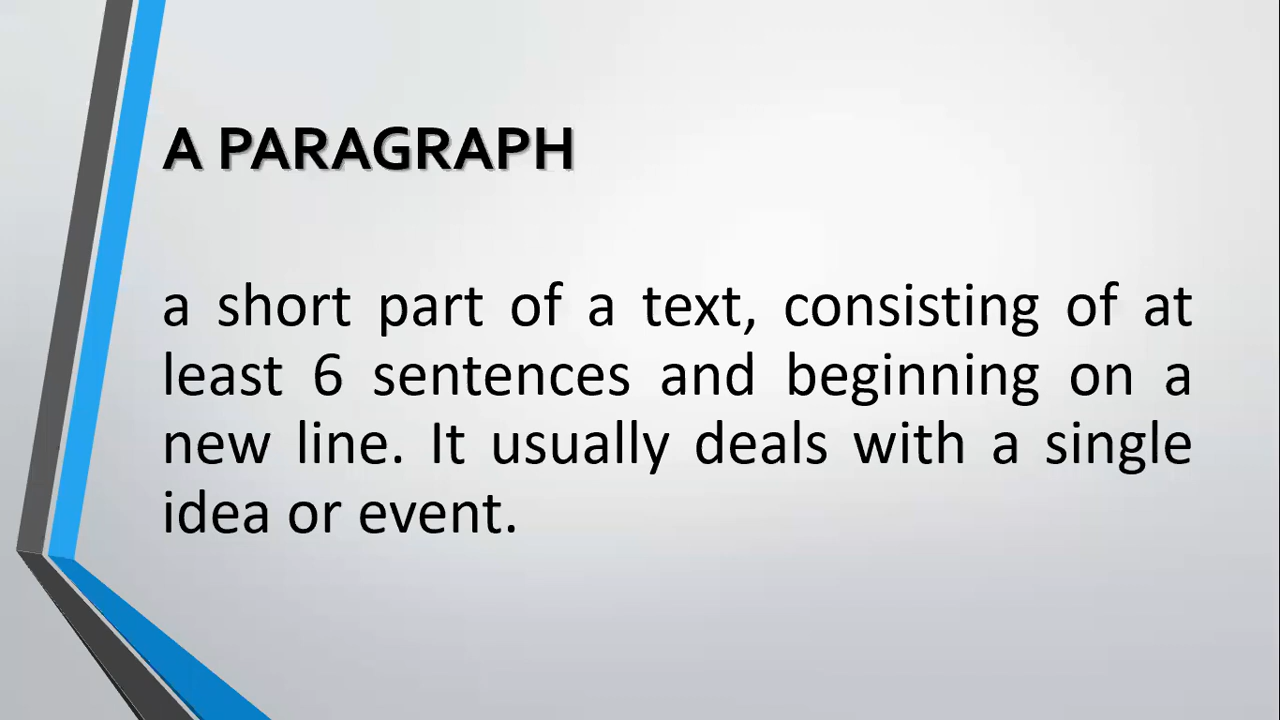 A PARAGRAPH
a short part of a text, consisting of at
least 6 sentences and beginning on a
new line. It usually deals with a single
idea or event.